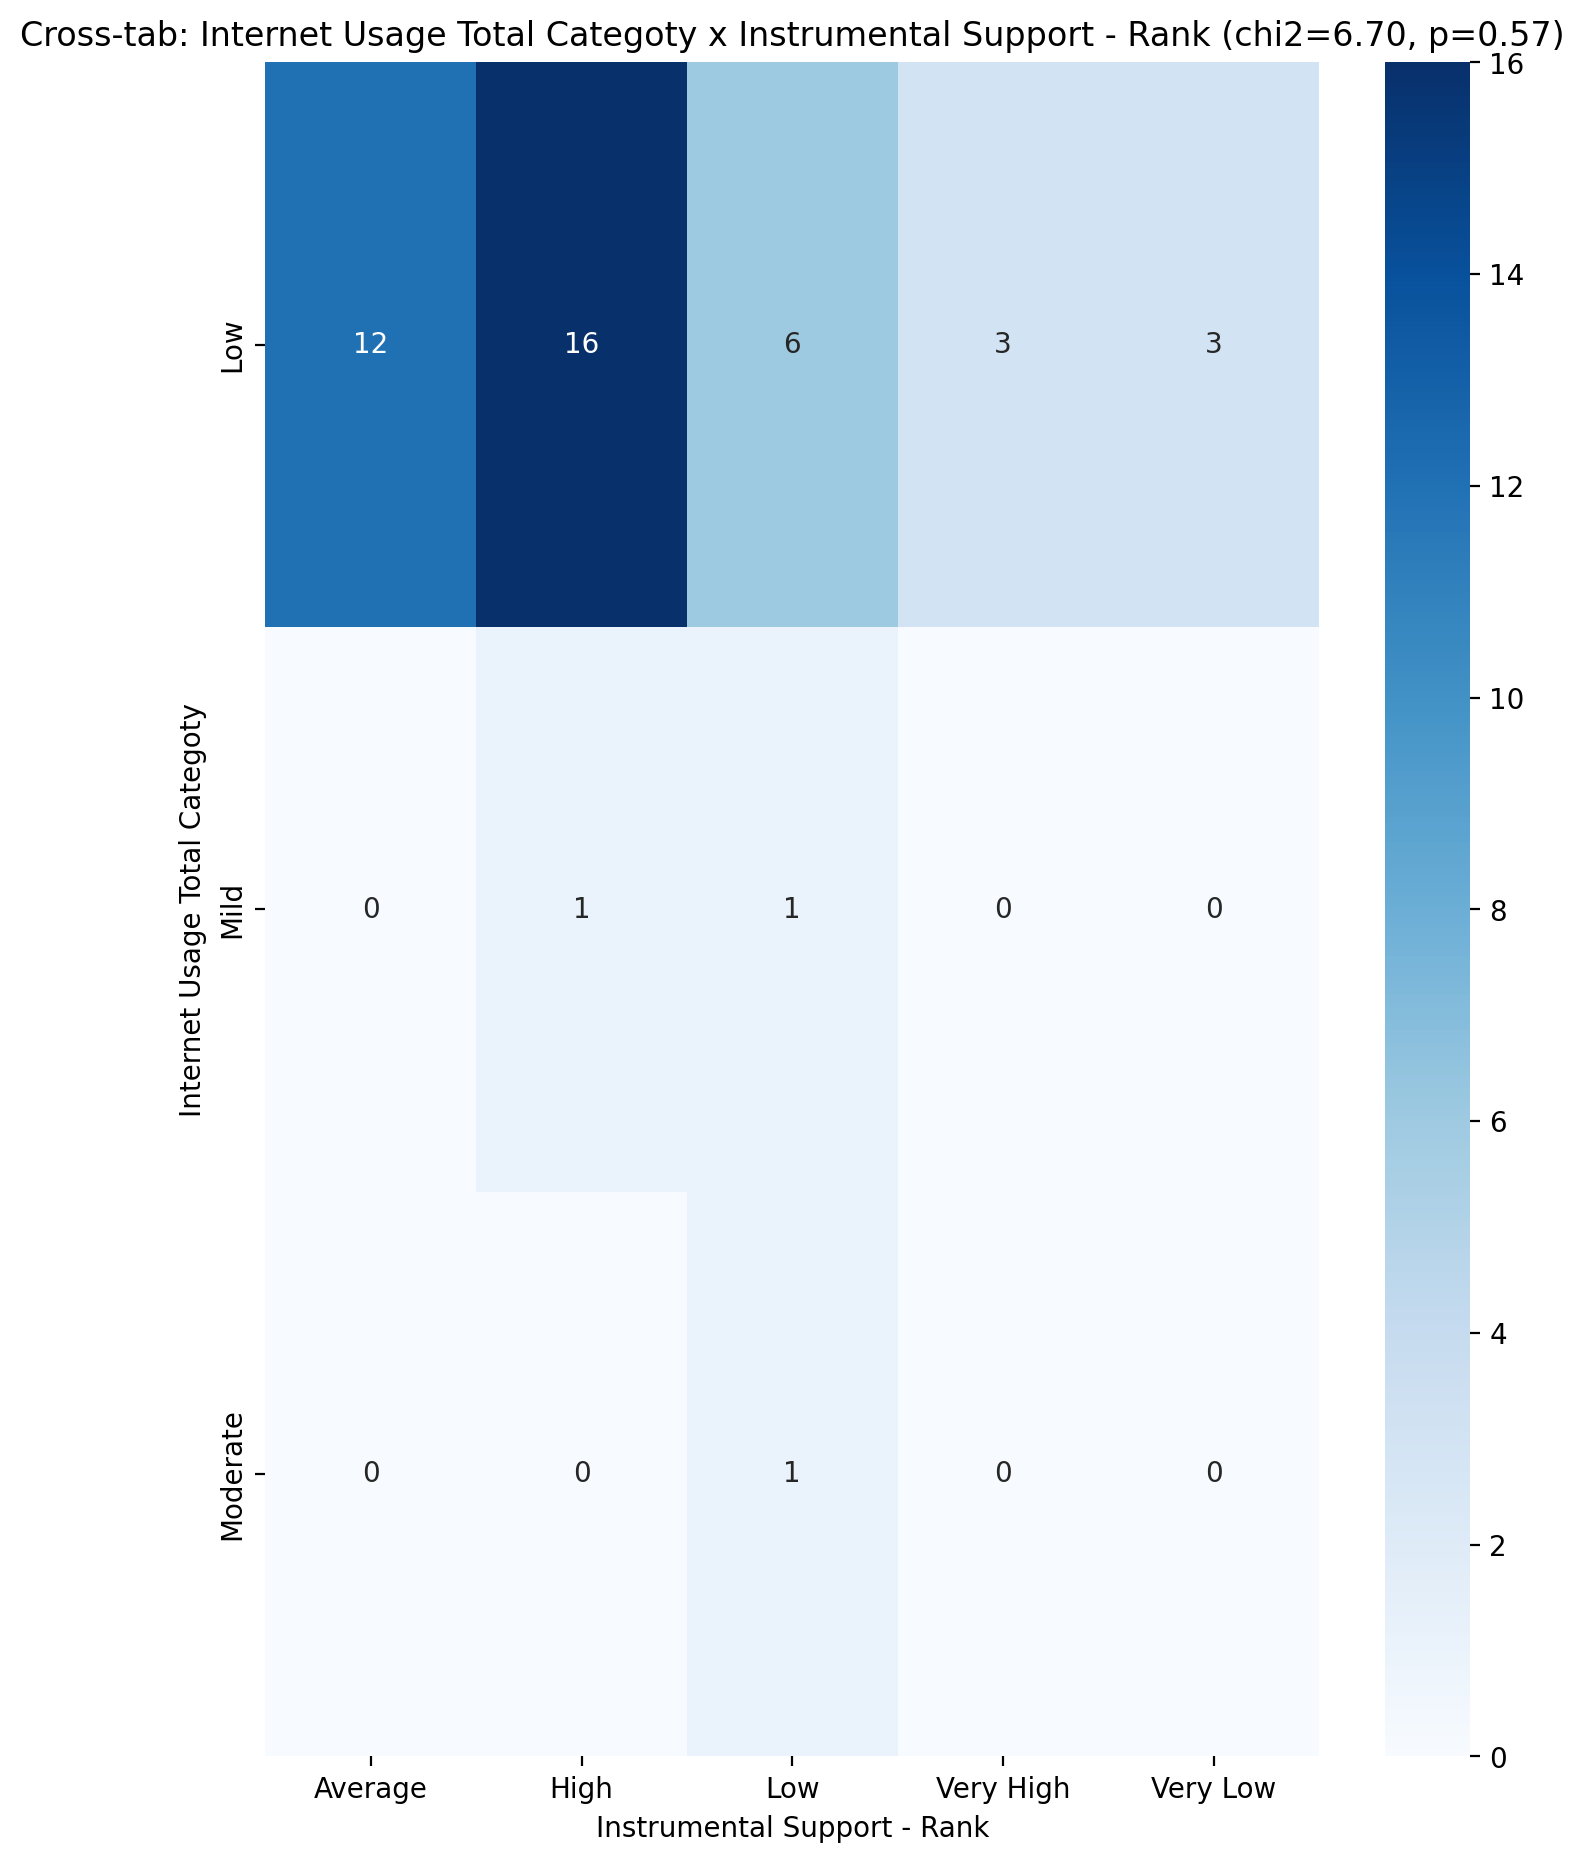 Cross-tab: Internet Usage Total Categoty x Instrumental Support - Rank (chi2=6.70, p=0.57)
Internet Usage Total Categoty
Low
12 16 6 3 3
Mild
0 1 1 0 0
Moderate
0 0 1 0 0
Average High Low Very High Very Low
Instrumental Support - Rank
16
14
12
10
8
6
4
2
0